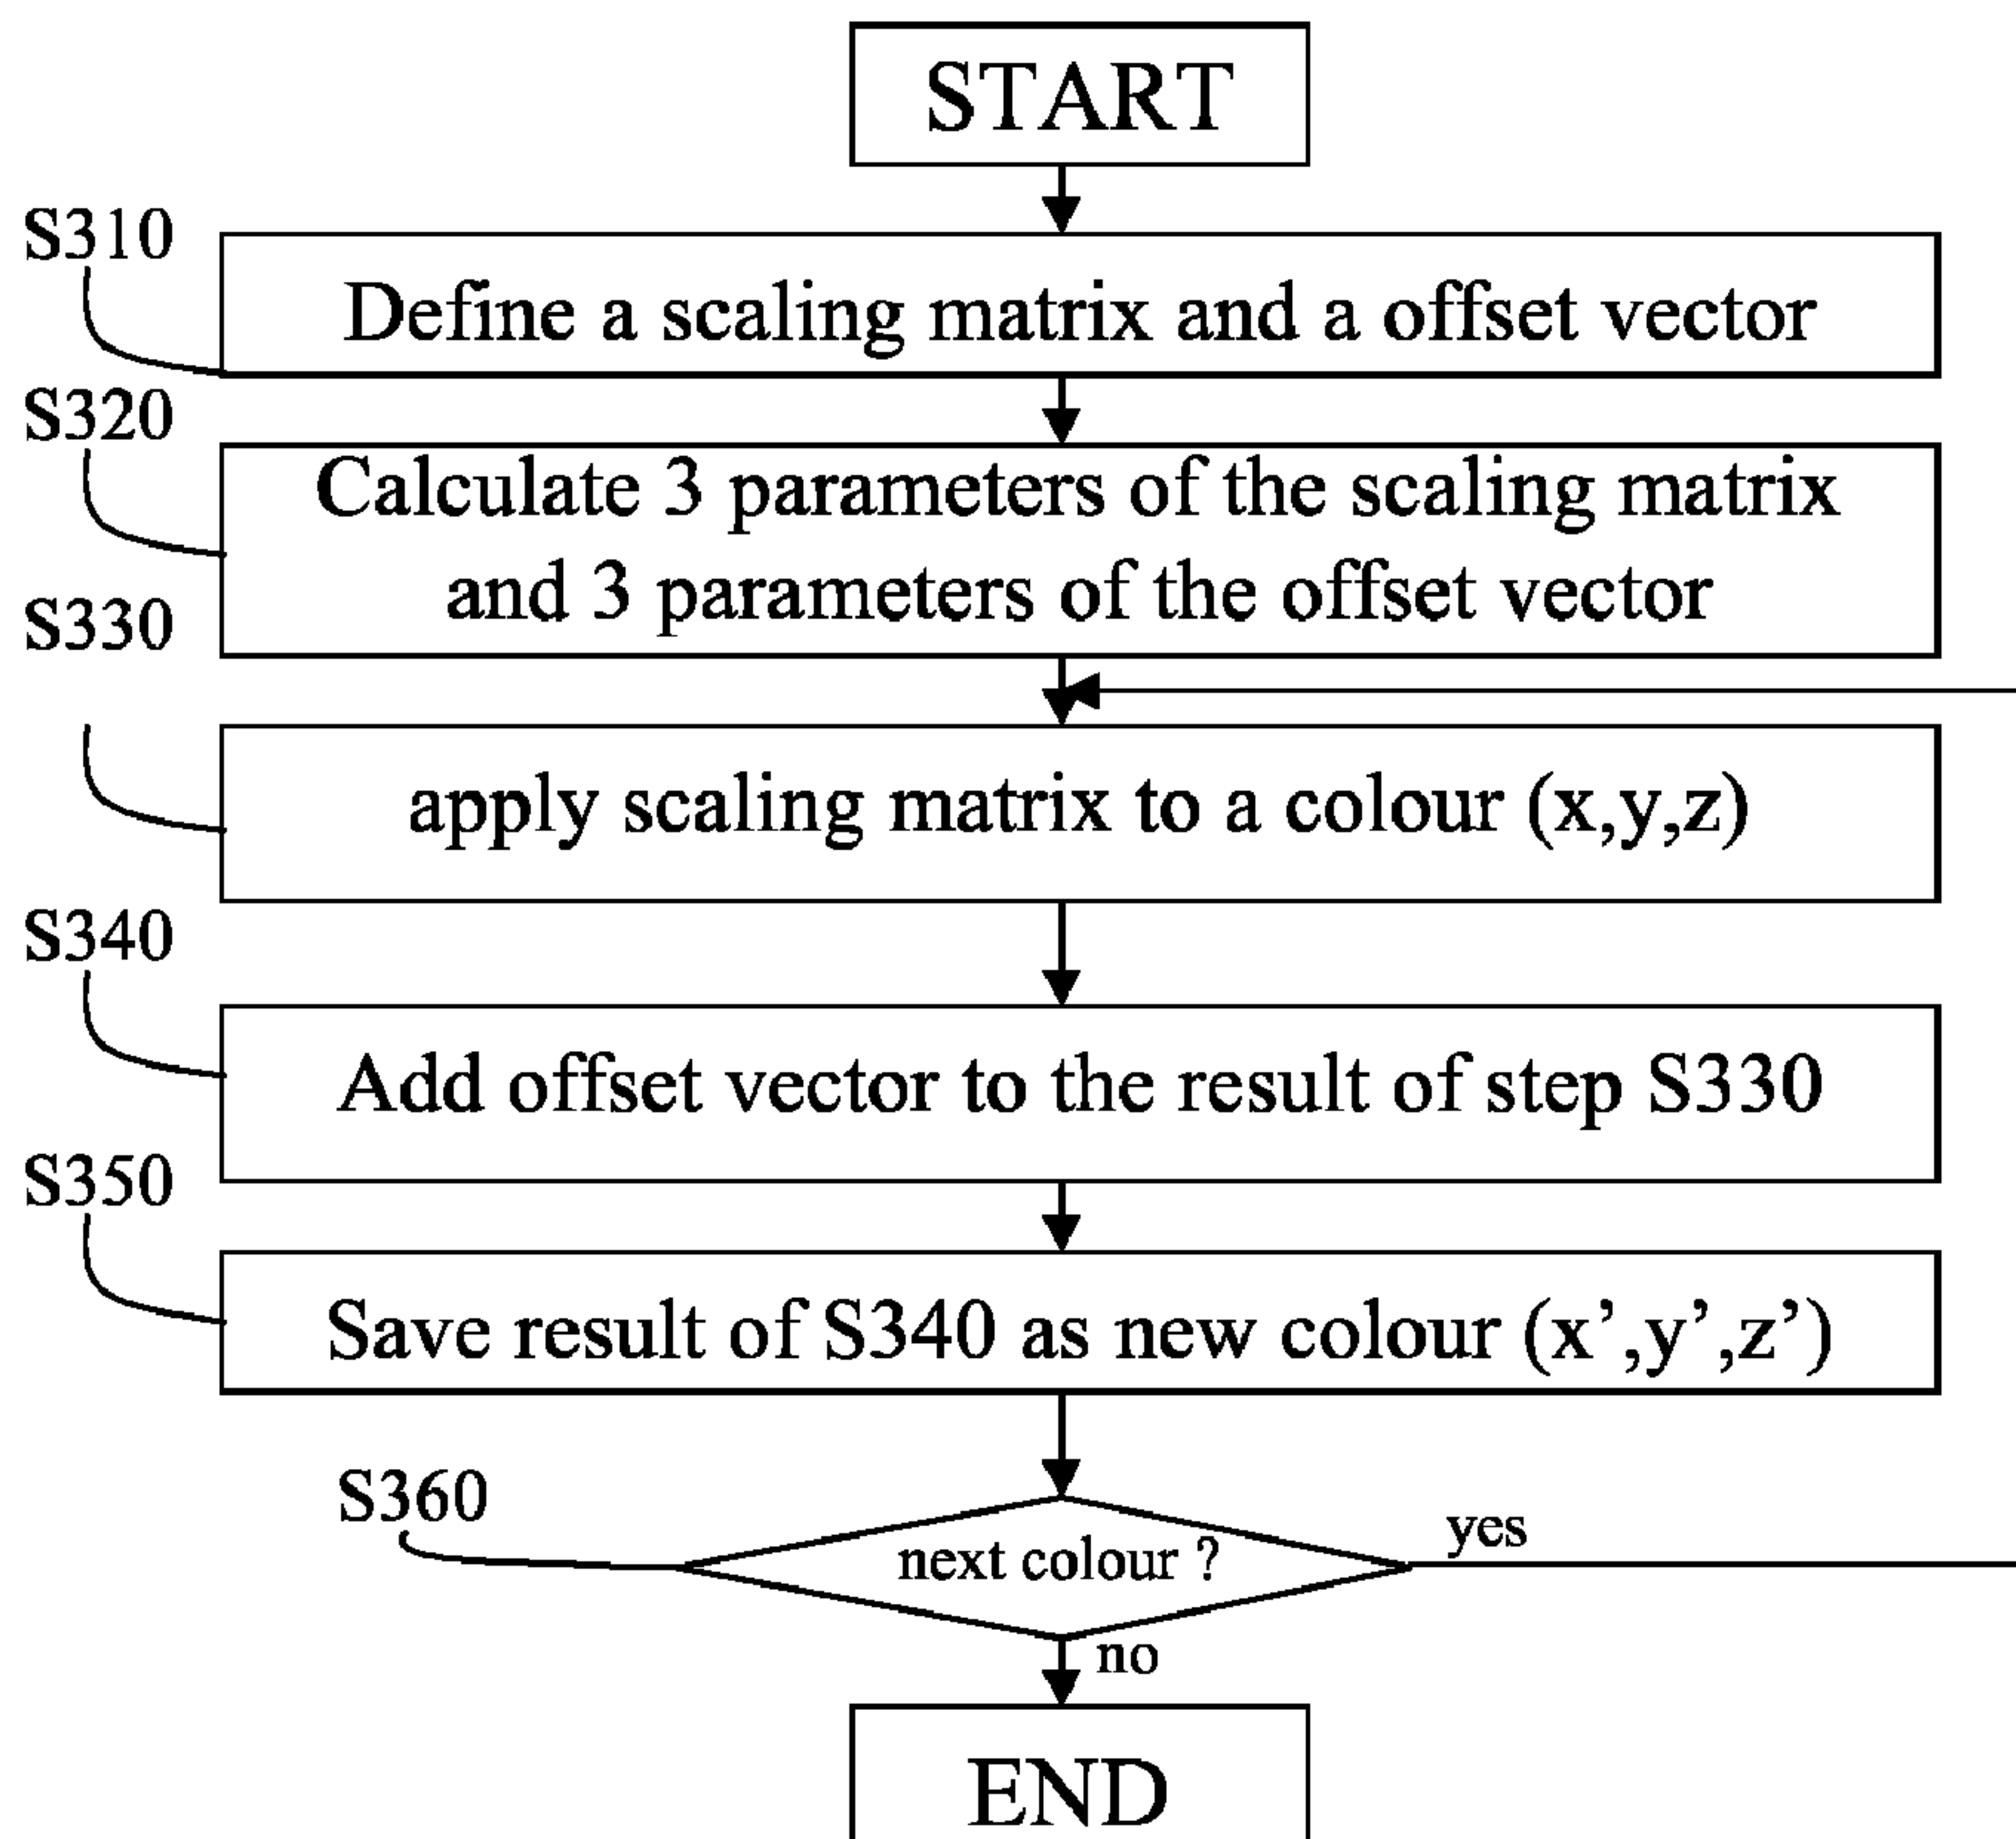 START
S310
Define a scaling matrix and a offset vector
S320
Calculate 3 parameters of the scaling matrix
and 3 parameters of the offset vector
S330
apply scaling matrix to a colour (x,y,z)
S340
Add offset vector to the result of step S330
S350
Save result of S340 as new colour (x’,y’,z’)
S360
next colour ?
yes
no
END